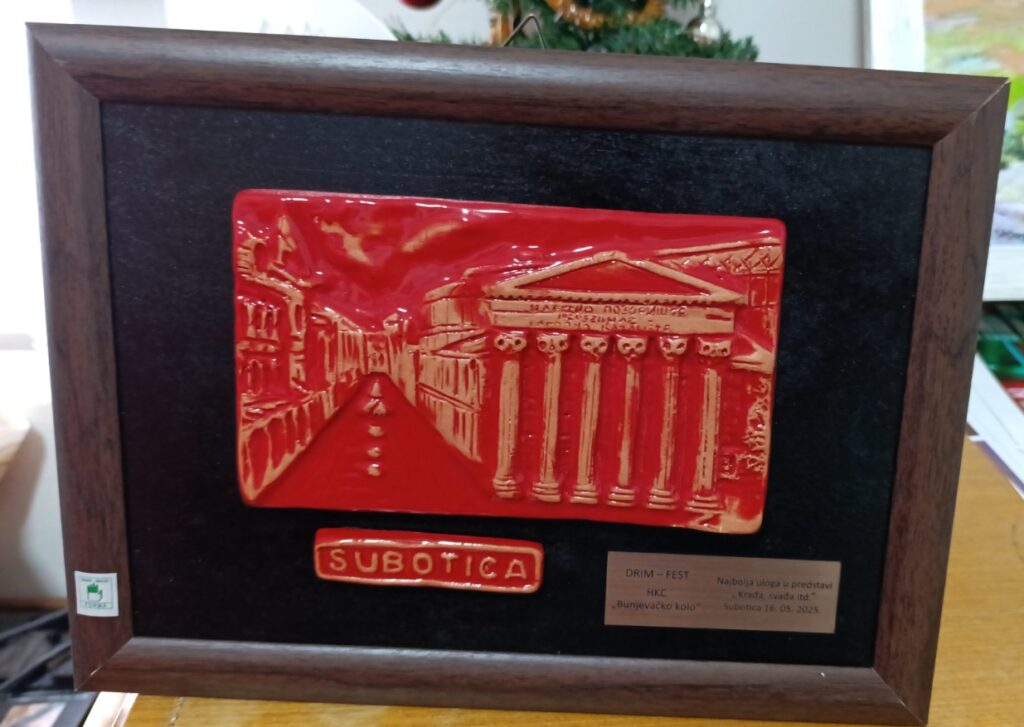 SUBOTICA
DRIM – FEST
HKC
„Bunjevačko kolo“
Najbolja uloga u predstavi
„ Krađa, svađa itd.“
Subotica 16. 05. 2025.